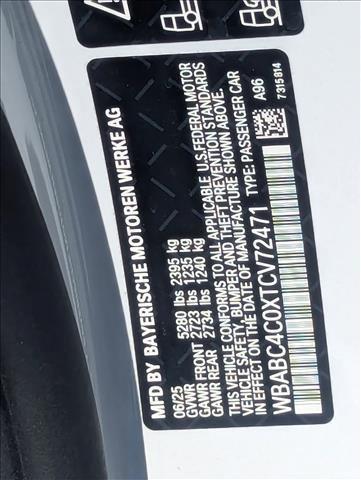 MFD BY BAYERISCHE MOTOREN WERKE AG
06/25
GVWR 5280 lbs 2395 kg
GAWR FRONT 2723 lbs 1235 kg
GAWR REAR 2734 lbs 1240 kg
THIS VEHICLE CONFORMS TO ALL APPLICABLE U.S. FEDERAL MOTOR
VEHICLE SAFETY, BUMPER AND THEFT PREVENTION STANDARDS
IN EFFECT ON THE DATE OF MANUFACTURE SHOWN ABOVE.
TYPE: PASSENGER CAR
WBABC4C0XTCV72471
A96
7315814